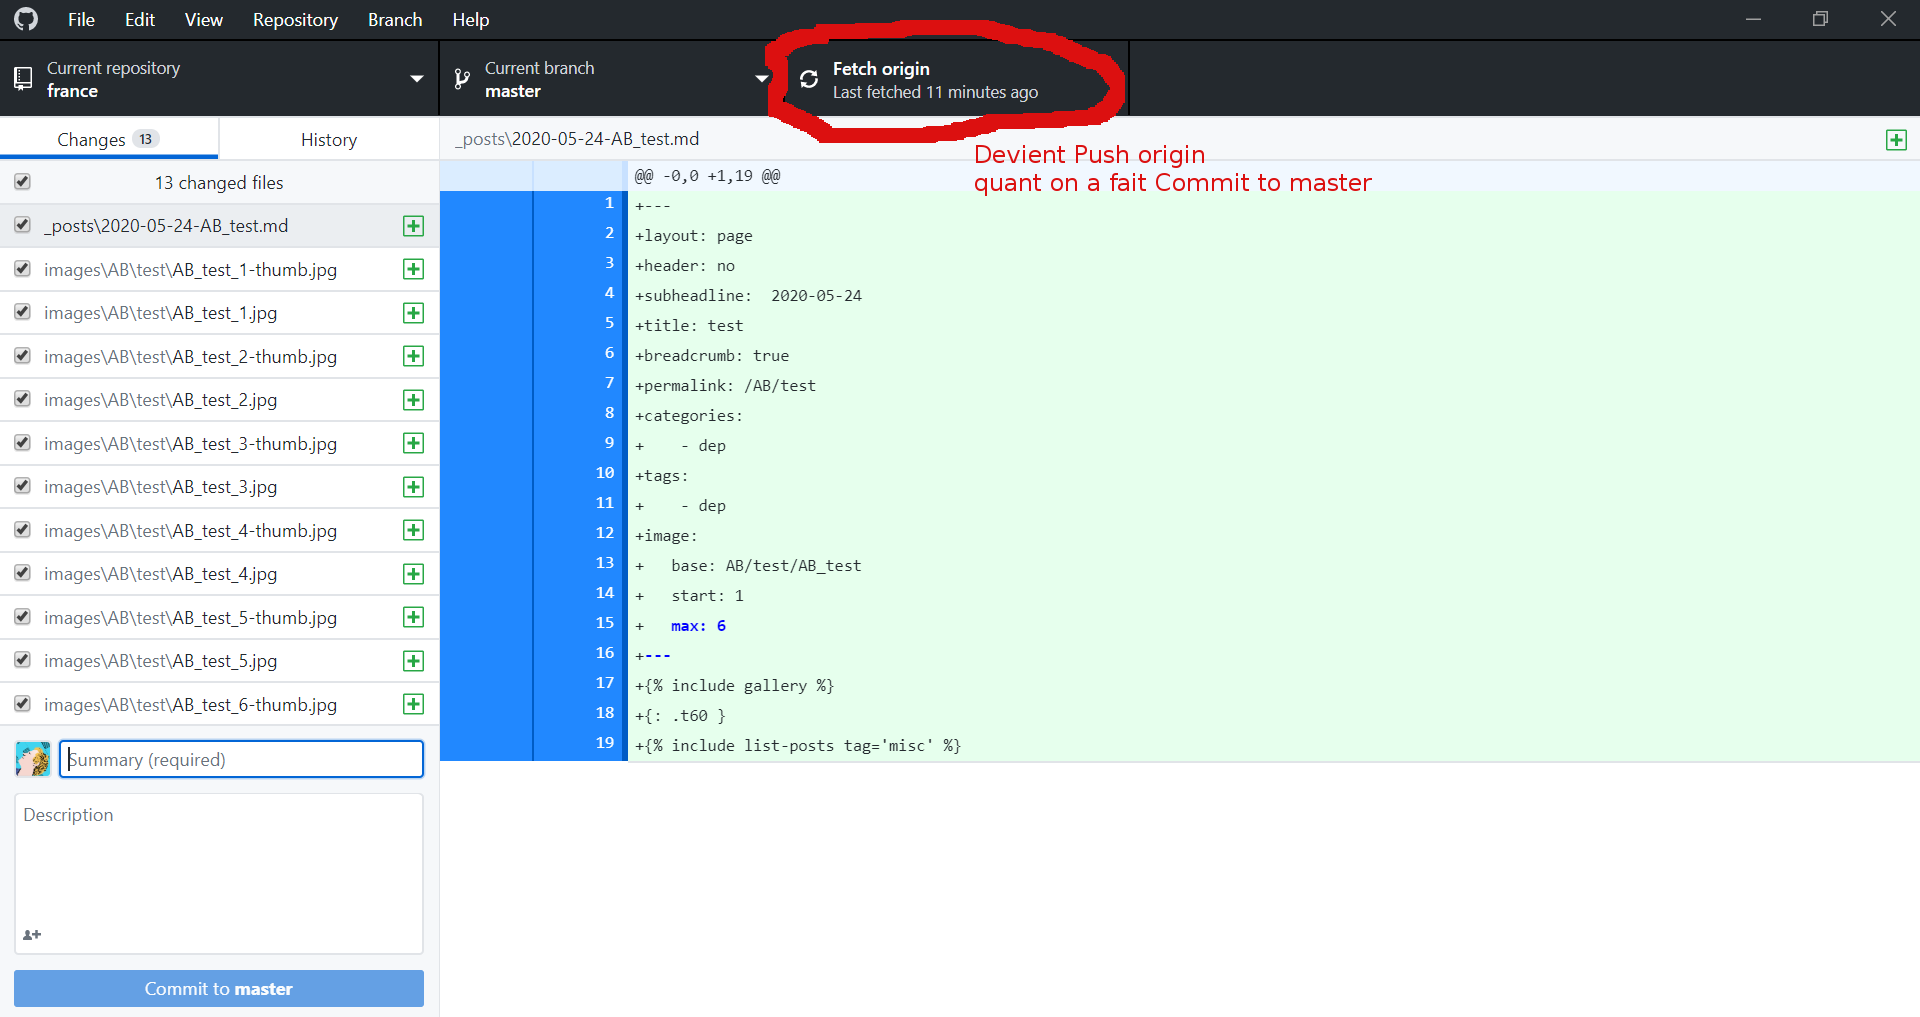 File Edit View Repository Branch Help
Current repository
france
Current branch
master
Fetch origin
Last fetched 11 minutes ago
Changes 13
History
_posts\2020-05-24-AB_test.md
Devient Push origin
quant on a fait Commit to master
13 changed files
_posts\2020-05-24-AB_test.md
images\AB\test\AB_test_1-thumb.jpg
images\AB\test\AB_test_1.jpg
images\AB\test\AB_test_2-thumb.jpg
images\AB\test\AB_test_2.jpg
images\AB\test\AB_test_3-thumb.jpg
images\AB\test\AB_test_3.jpg
images\AB\test\AB_test_4-thumb.jpg
images\AB\test\AB_test_4.jpg
images\AB\test\AB_test_5-thumb.jpg
images\AB\test\AB_test_5.jpg
images\AB\test\AB_test_6-thumb.jpg
Summary (required)
Description
Commit to master
@@ -0,0 +1,19 @@
1 +---
2 +layout: page
3 +header: no
4 +subheadline:  2020-05-24
5 +title: test
6 +breadcrumb: true
7 +permalink: /AB/test
8 +categories:
9 +    - dep
10 +tags:
11 +    - dep
12 +image:
13 +   base: AB/test/AB_test
14 +   start: 1
15 +   max: 6
16 +---
17 +{% include gallery %}
18 +{: .t60 }
19 +{% include list-posts tag='misc' %}